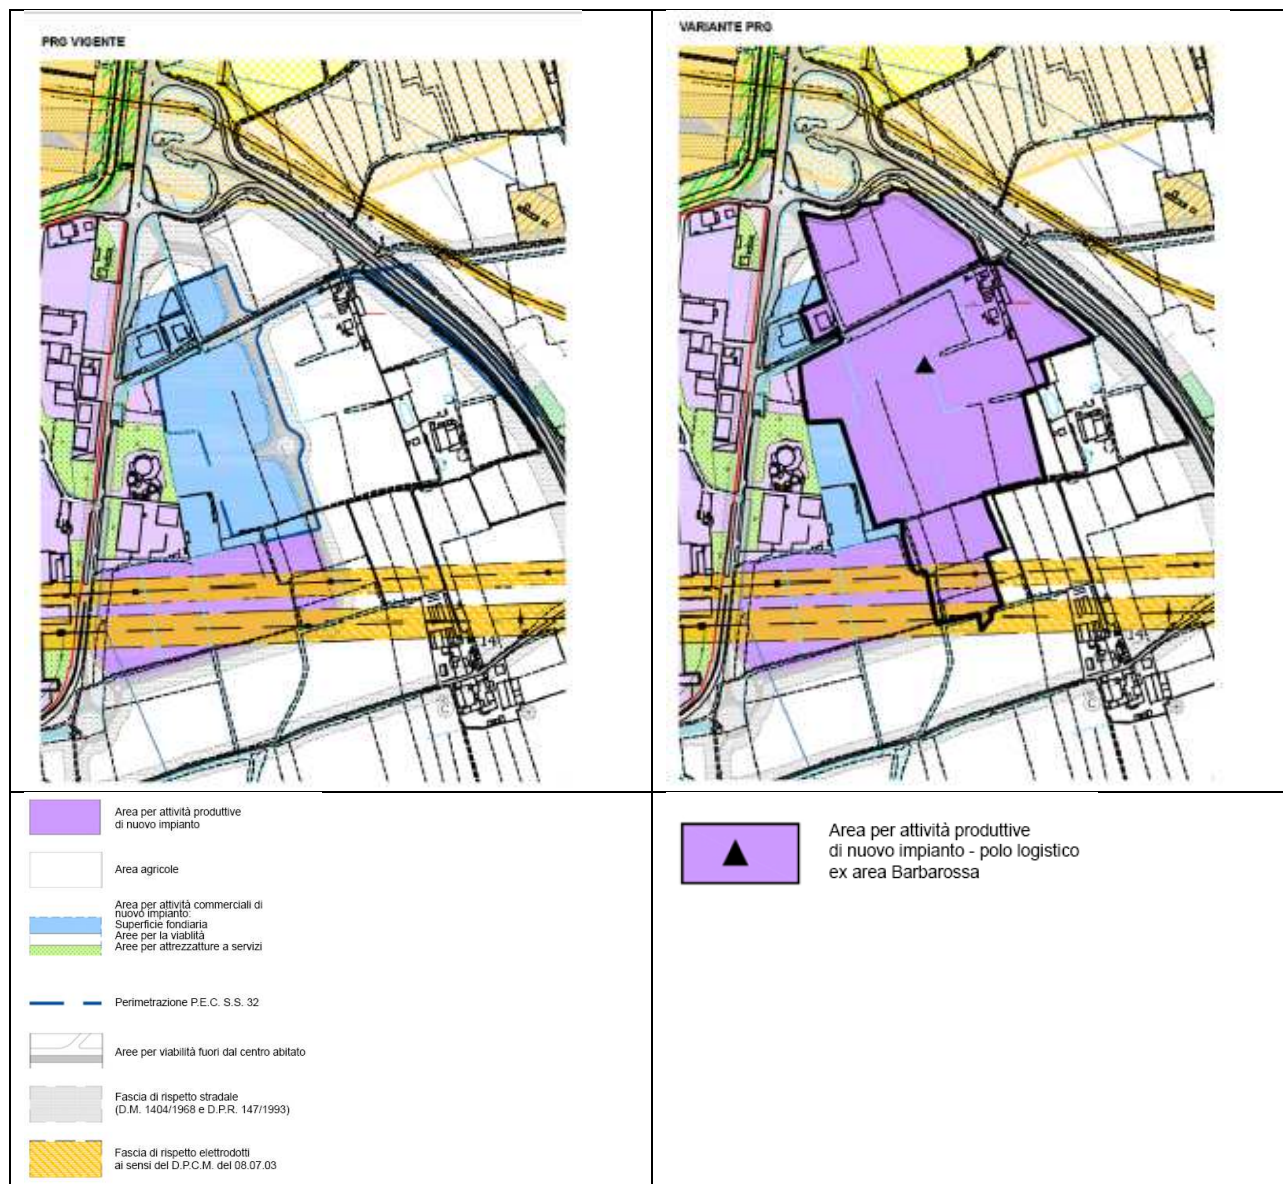 PRG VIGENTE
VARIANTE PRG
14
14
Area per attività produttive
di nuovo impianto
Area agricole
Area per attività commerciali di
nuovo impianto:
Superficie fondiaria
Aree per la viablità
Aree per attrezzature a servizi
Perimetrazione P.E.C. S.S. 32
Aree per viabilità fuori dal centro abitato
Fascia di rispetto stradale
(D.M. 1404/1968 e D.P.R. 147/1993)
Fascia di rispetto elettrodotti
ai sensi del D.P.C.M. del 08.07.03
Area per attività produttive
di nuovo impianto - polo logistico
ex area Barbarossa